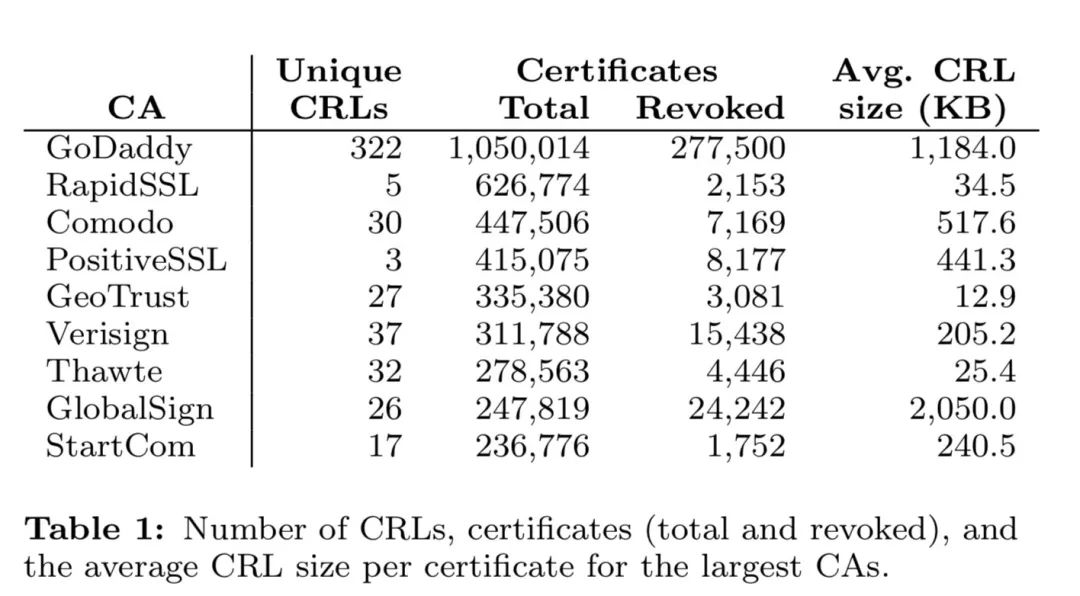 Unique Certificates Avg. CRL
CA CRLs Total Revoked size (KB)
GoDaddy 322 1,050,014 277,500 1,184.0
RapidSSL 5 626,774 2,153 34.5
Comodo 30 447,506 7,169 517.6
PositiveSSL 3 415,075 8,177 441.3
GeoTrust 27 335,380 3,081 12.9
Verisign 37 311,788 15,438 205.2
Thawte 32 278,563 4,446 25.4
GlobalSign 26 247,819 24,242 2,050.0
StartCom 17 236,776 1,752 240.5
Table 1: Number of CRLs, certificates (total and revoked), and
the average CRL size per certificate for the largest CAs.